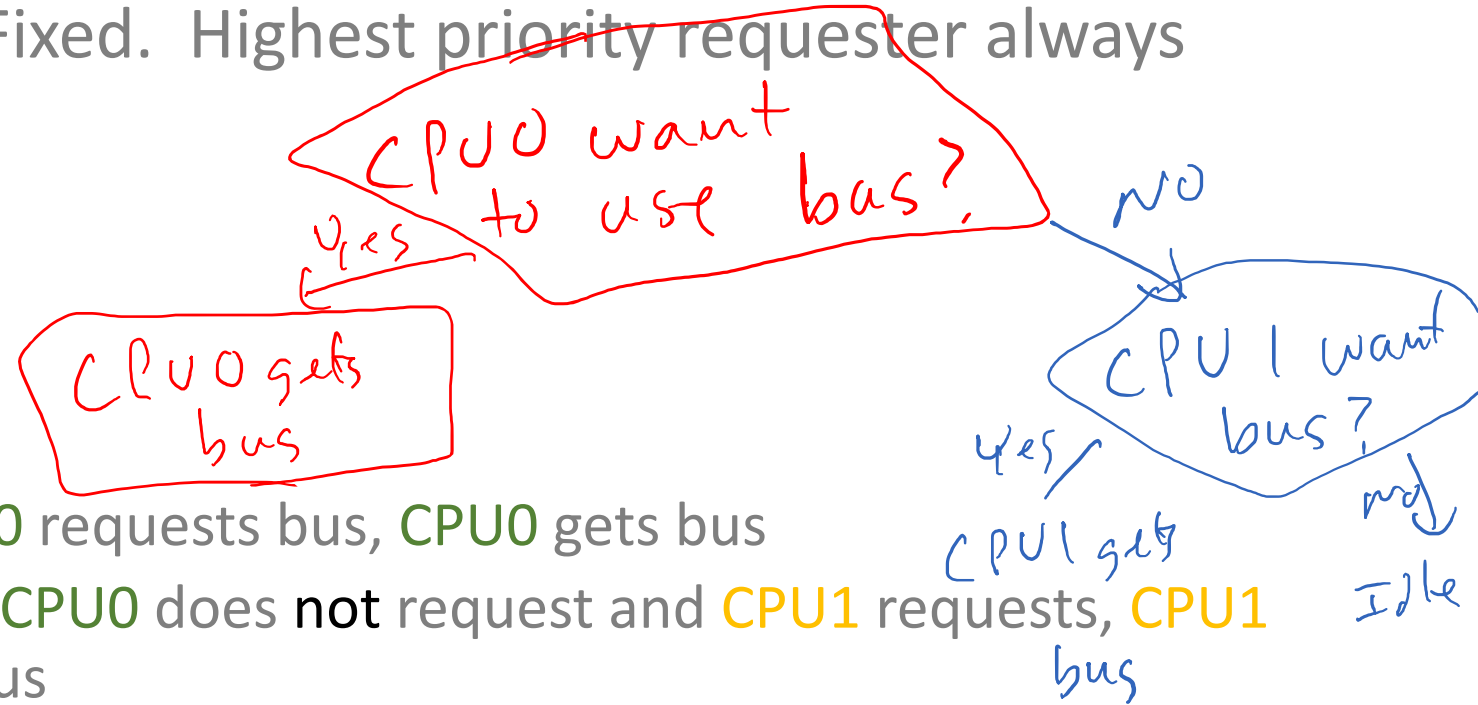 Fixed. Highest priority requester always
CPU0 want
to use bus?
NO
Yes
CPU0 gets
bus
CPU 1 want
bus?
Yes
no
CPU1 gets
bus
Idle
0 requests bus, CPU0 gets bus
CPU0 does not request and CPU1 requests, CPU1
us